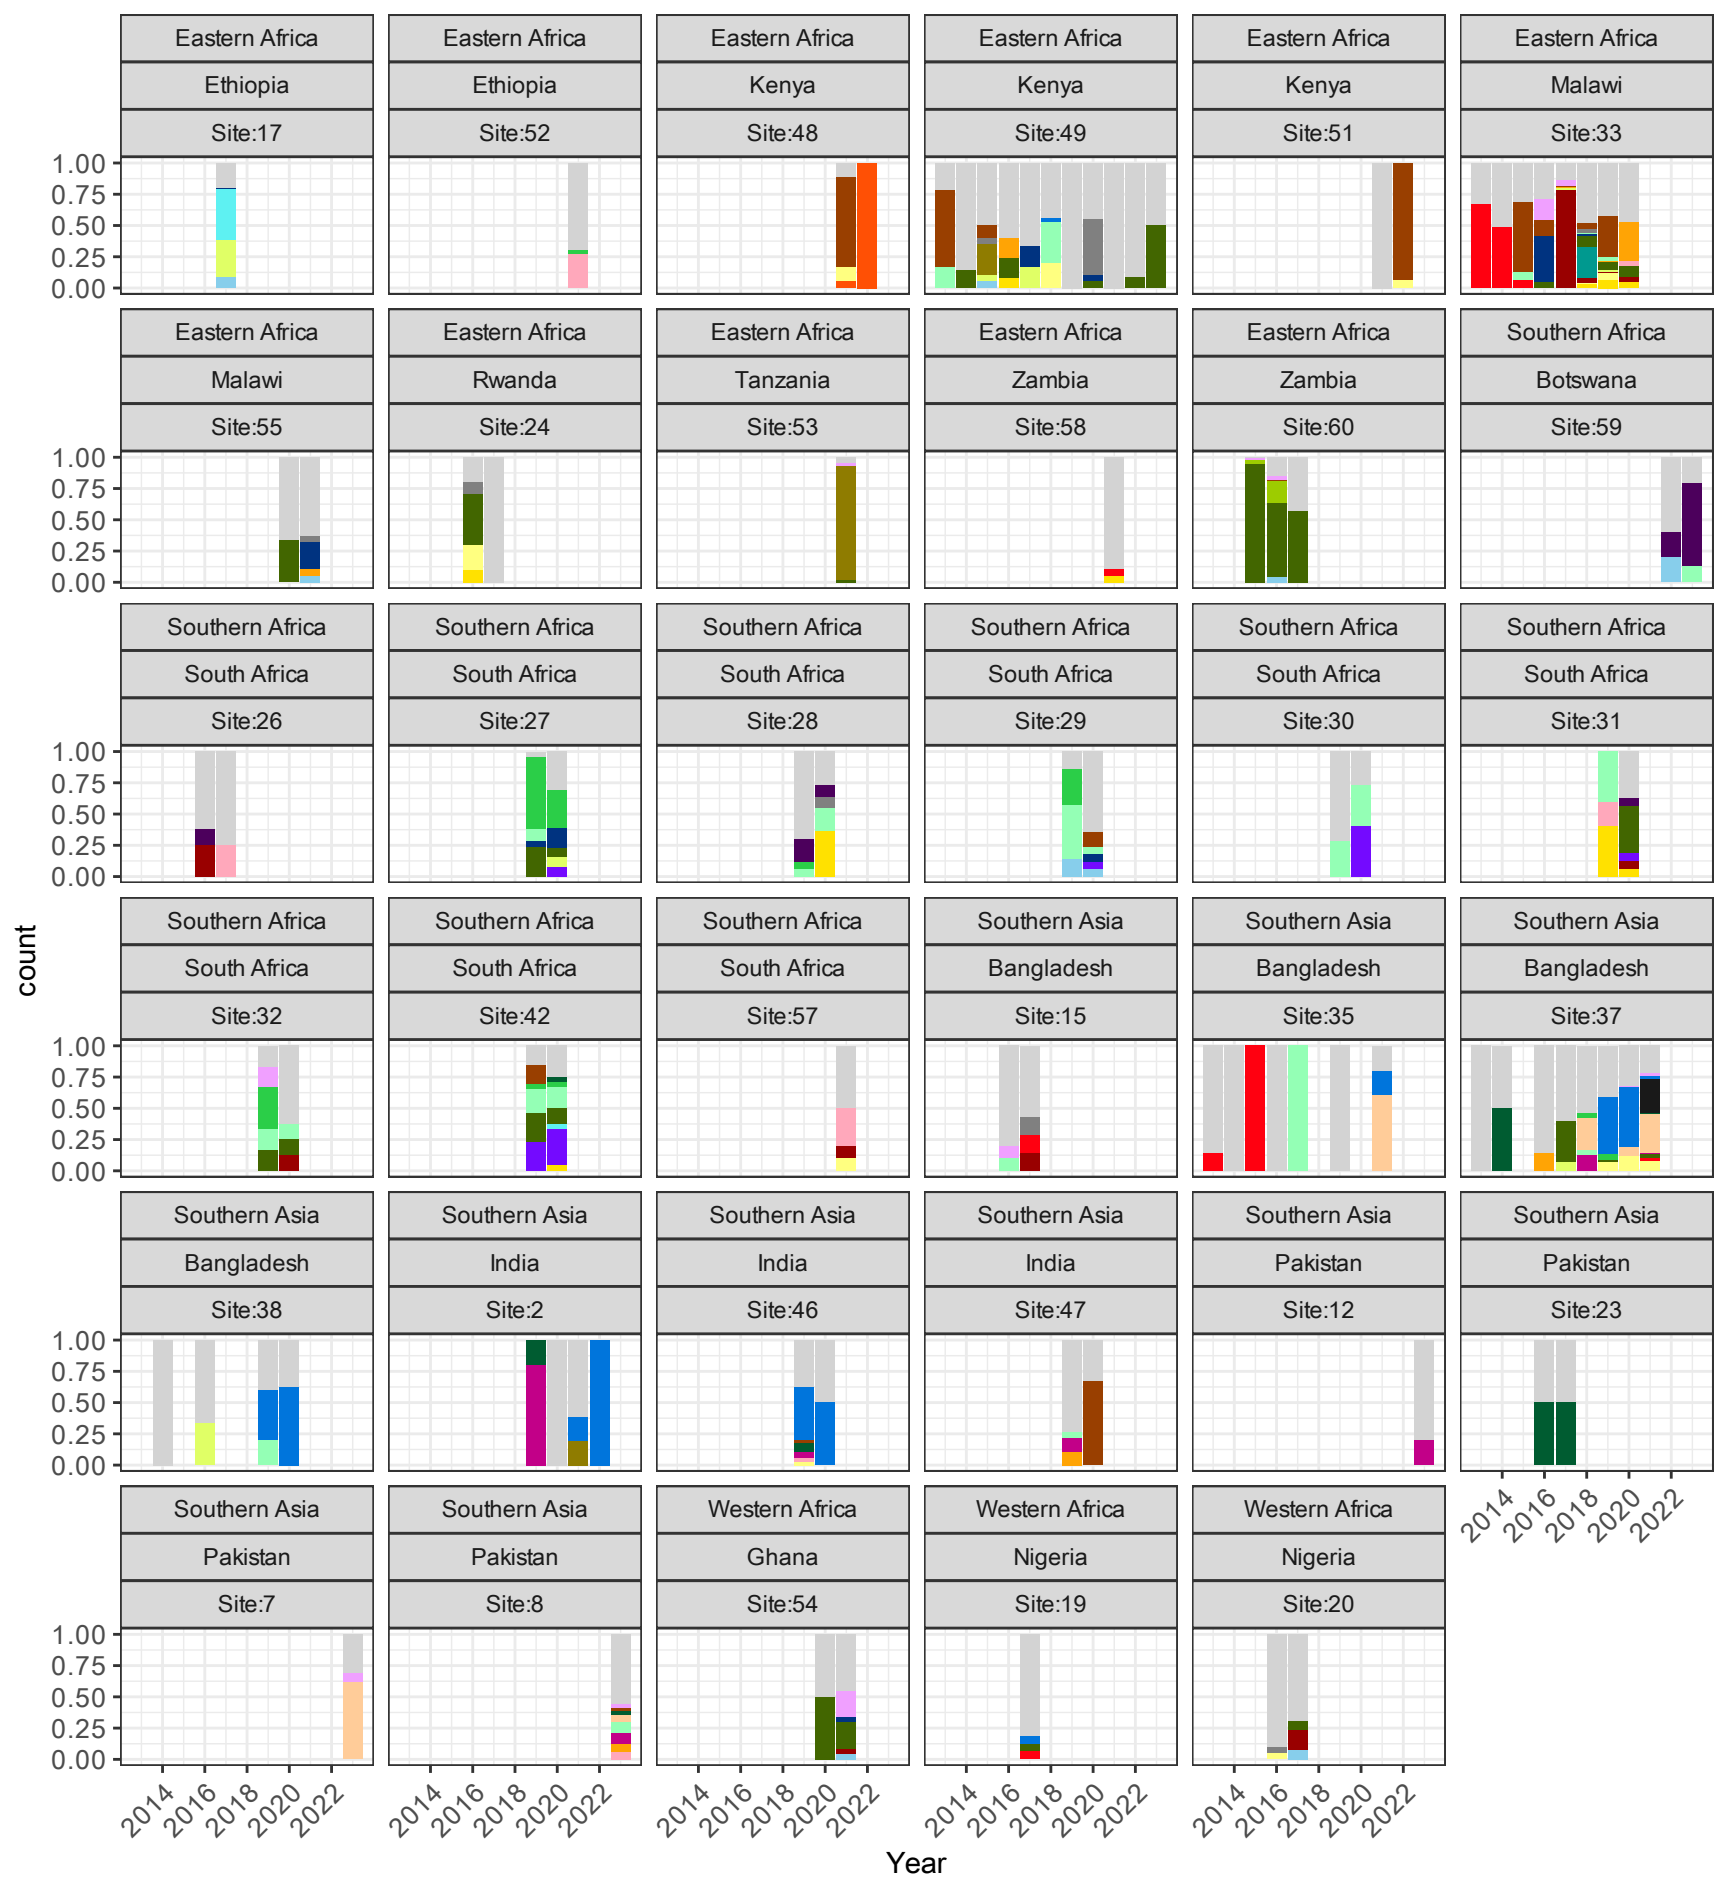 Eastern Africa Eastern Africa Eastern Africa Eastern Africa Eastern Africa Eastern Africa
Ethiopia Ethiopia Kenya Kenya Kenya Malawi
Site:17 Site:52 Site:48 Site:49 Site:51 Site:33
1.00
0.75
0.50
0.25
0.00
Eastern Africa Eastern Africa Eastern Africa Eastern Africa Eastern Africa Southern Africa
Malawi Rwanda Tanzania Zambia Zambia Botswana
Site:55 Site:24 Site:53 Site:58 Site:60 Site:59
1.00
0.75
0.50
0.25
0.00
Southern Africa Southern Africa Southern Africa Southern Africa Southern Africa Southern Africa
South Africa South Africa South Africa South Africa South Africa South Africa
Site:26 Site:27 Site:28 Site:29 Site:30 Site:31
1.00
0.75
0.50
0.25
0.00
count
Southern Africa Southern Africa Southern Africa Southern Asia Southern Asia Southern Asia
South Africa South Africa South Africa Bangladesh Bangladesh Bangladesh
Site:32 Site:42 Site:57 Site:15 Site:35 Site:37
1.00
0.75
0.50
0.25
0.00
Southern Asia Southern Asia Southern Asia Southern Asia Southern Asia Southern Asia
Bangladesh India India India Pakistan Pakistan
Site:38 Site:2 Site:46 Site:47 Site:12 Site:23
1.00
0.75
0.50
0.25
0.00
2014 2016 2018 2020 2022
Southern Asia Southern Asia Western Africa Western Africa Western Africa
Pakistan Pakistan Ghana Nigeria Nigeria
Site:7 Site:8 Site:54 Site:19 Site:20
1.00
0.75
0.50
0.25
0.00
2014 2016 2018 2020 2022 2014 2016 2018 2020 2022 2014 2016 2018 2020 2022 2014 2016 2018 2020 2022 2014 2016 2018 2020 2022
Year